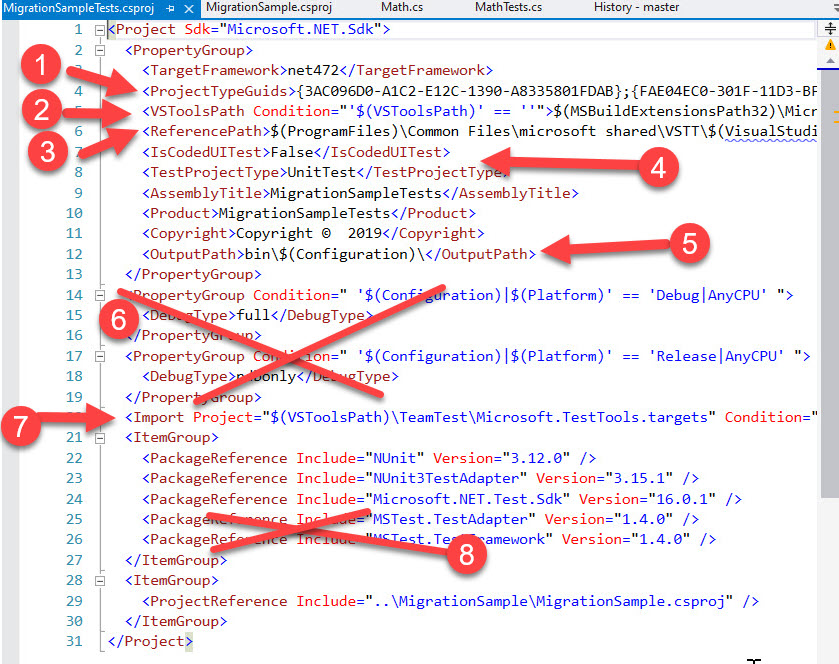 MigrationSampleTests.csproj MigrationSample.csproj Math.cs MathTests.cs History - master
1 <Project Sdk="Microsoft.NET.Sdk">
2 <PropertyGroup>
1 <TargetFramework>net472</TargetFramework>
4 <ProjectTypeGuids>{3AC096D0-A1C2-E12C-1390-A8335801FDAB};{FAE04EC0-301F-11D3-BF
2 <VSToolsPath Condition="'$(VSToolsPath)' == ''">$(MSBuildExtensionsPath32)\Micr
6 <ReferencePath>$(ProgramFiles)\Common Files\microsoft shared\VSTT\$(VisualStudi
3 7 <IsCodedUITest>False</IsCodedUITest> 4
8 <TestProjectType>UnitTest</TestProjectType>
9 <AssemblyTitle>MigrationSampleTests</AssemblyTitle>
10 <Product>MigrationSampleTests</Product>
11 <Copyright>Copyright ©  2019</Copyright> 5
12 <OutputPath>bin\$(Configuration)\</OutputPath>
13 </PropertyGroup>
14 <PropertyGroup Condition=" '$(Configuration)|$(Platform)' == 'Debug|AnyCPU' ">
15 6 <DebugType>full</DebugType>
16 </PropertyGroup>
17 <PropertyGroup Condition=" '$(Configuration)|$(Platform)' == 'Release|AnyCPU' ">
18 <DebugType>pdbonly</DebugType>
19 </PropertyGroup>
7 <Import Project="$(VSToolsPath)\TeamTest\Microsoft.TestTools.targets" Condition="
21 <ItemGroup>
22 <PackageReference Include="NUnit" Version="3.12.0" />
23 <PackageReference Include="NUnit3TestAdapter" Version="3.15.1" />
24 <PackageReference Include="Microsoft.NET.Test.Sdk" Version="16.0.1" />
25 <PackageReference Include="MSTest.TestAdapter" Version="1.4.0" />
26 <PackageReference Include="MSTest.TestFramework" Version="1.4.0" />
27 </ItemGroup> 8
28 <ItemGroup>
29 <ProjectReference Include="..\MigrationSample\MigrationSample.csproj" />
30 </ItemGroup>
31 </Project>